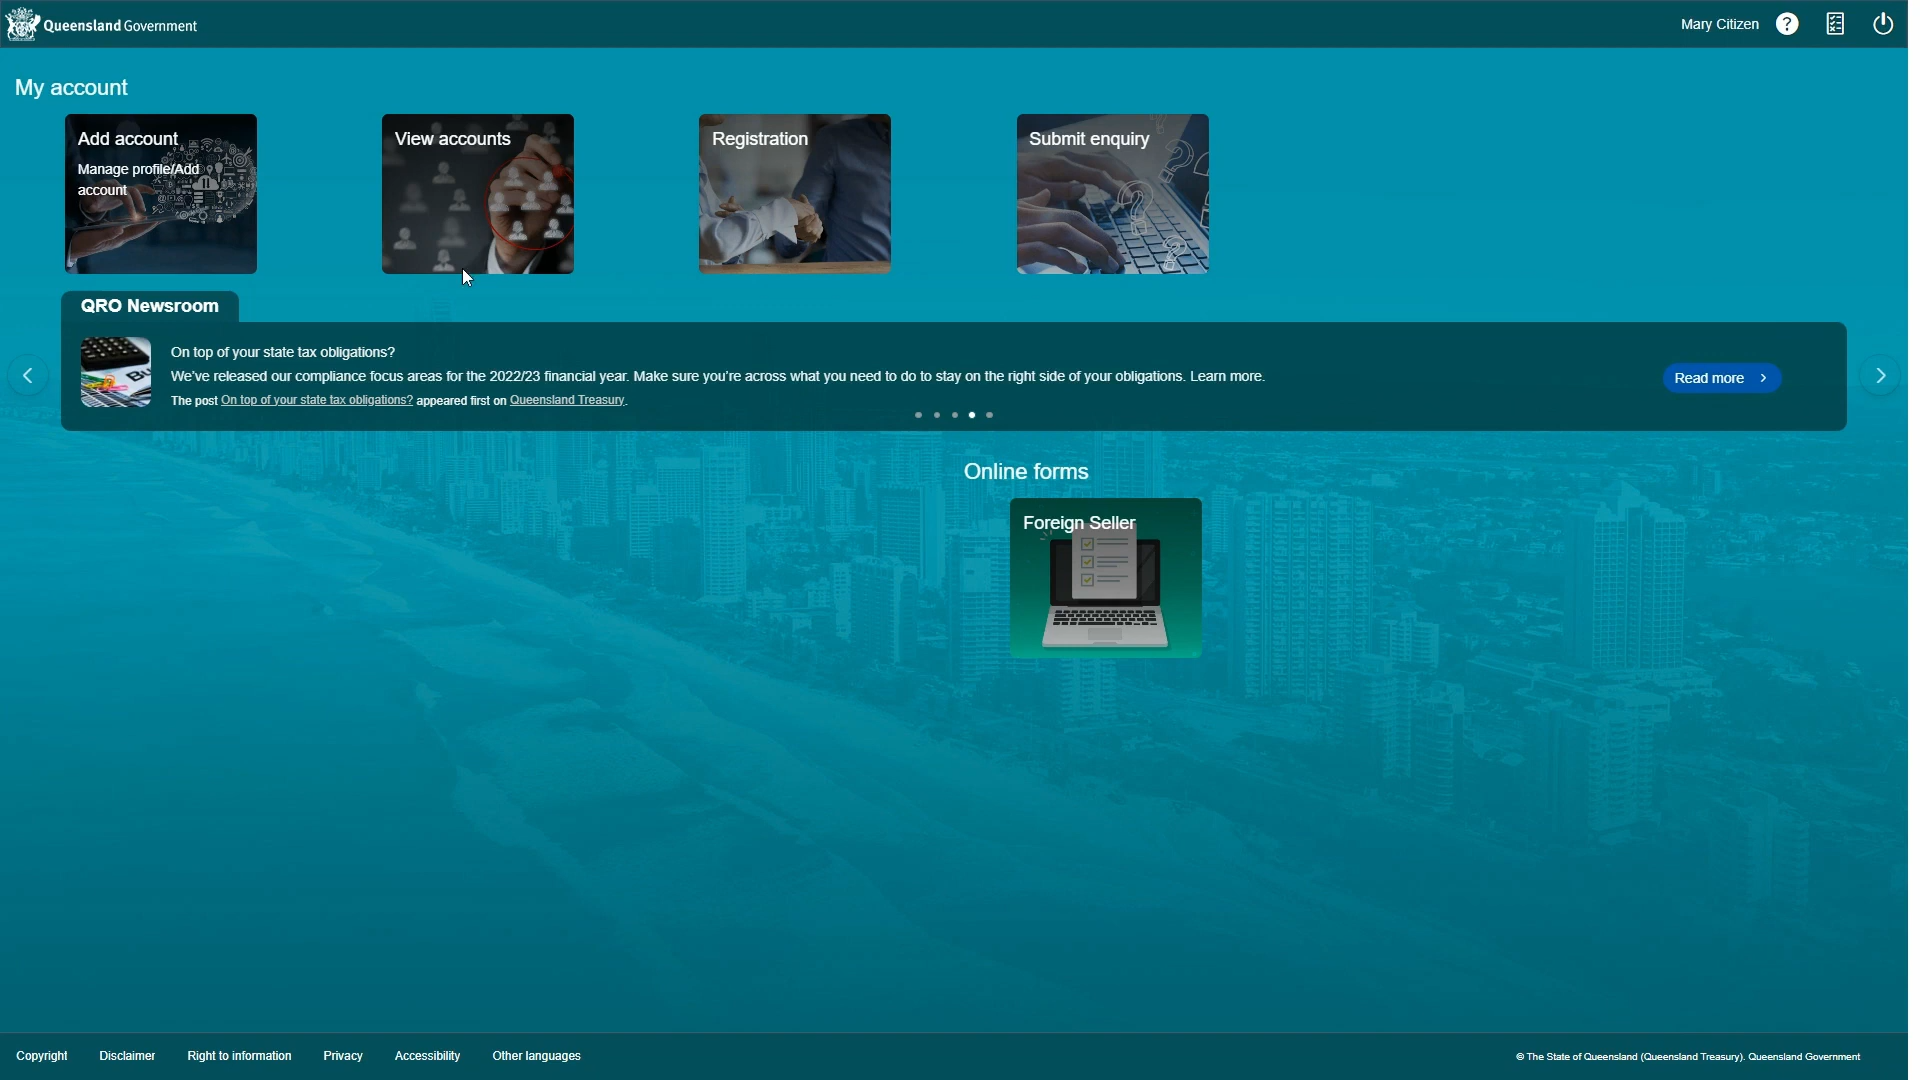 Queensland Government
Mary Citizen
My account
Add account
Manage profile/Add
account
View accounts
Registration
Submit enquiry
QRO Newsroom
On top of your state tax obligations?
We've released our compliance focus areas for the 2022/23 financial year. Make sure you're across what you need to do to stay on the right side of your obligations. Learn more.
The post On top of your state tax obligations? appeared first on Queensland Treasury.
Read more
Online forms
Foreign Seller
Copyright Disclaimer Right to information Privacy Accessibility Other languages
© The State of Queensland (Queensland Treasury). Queensland Government